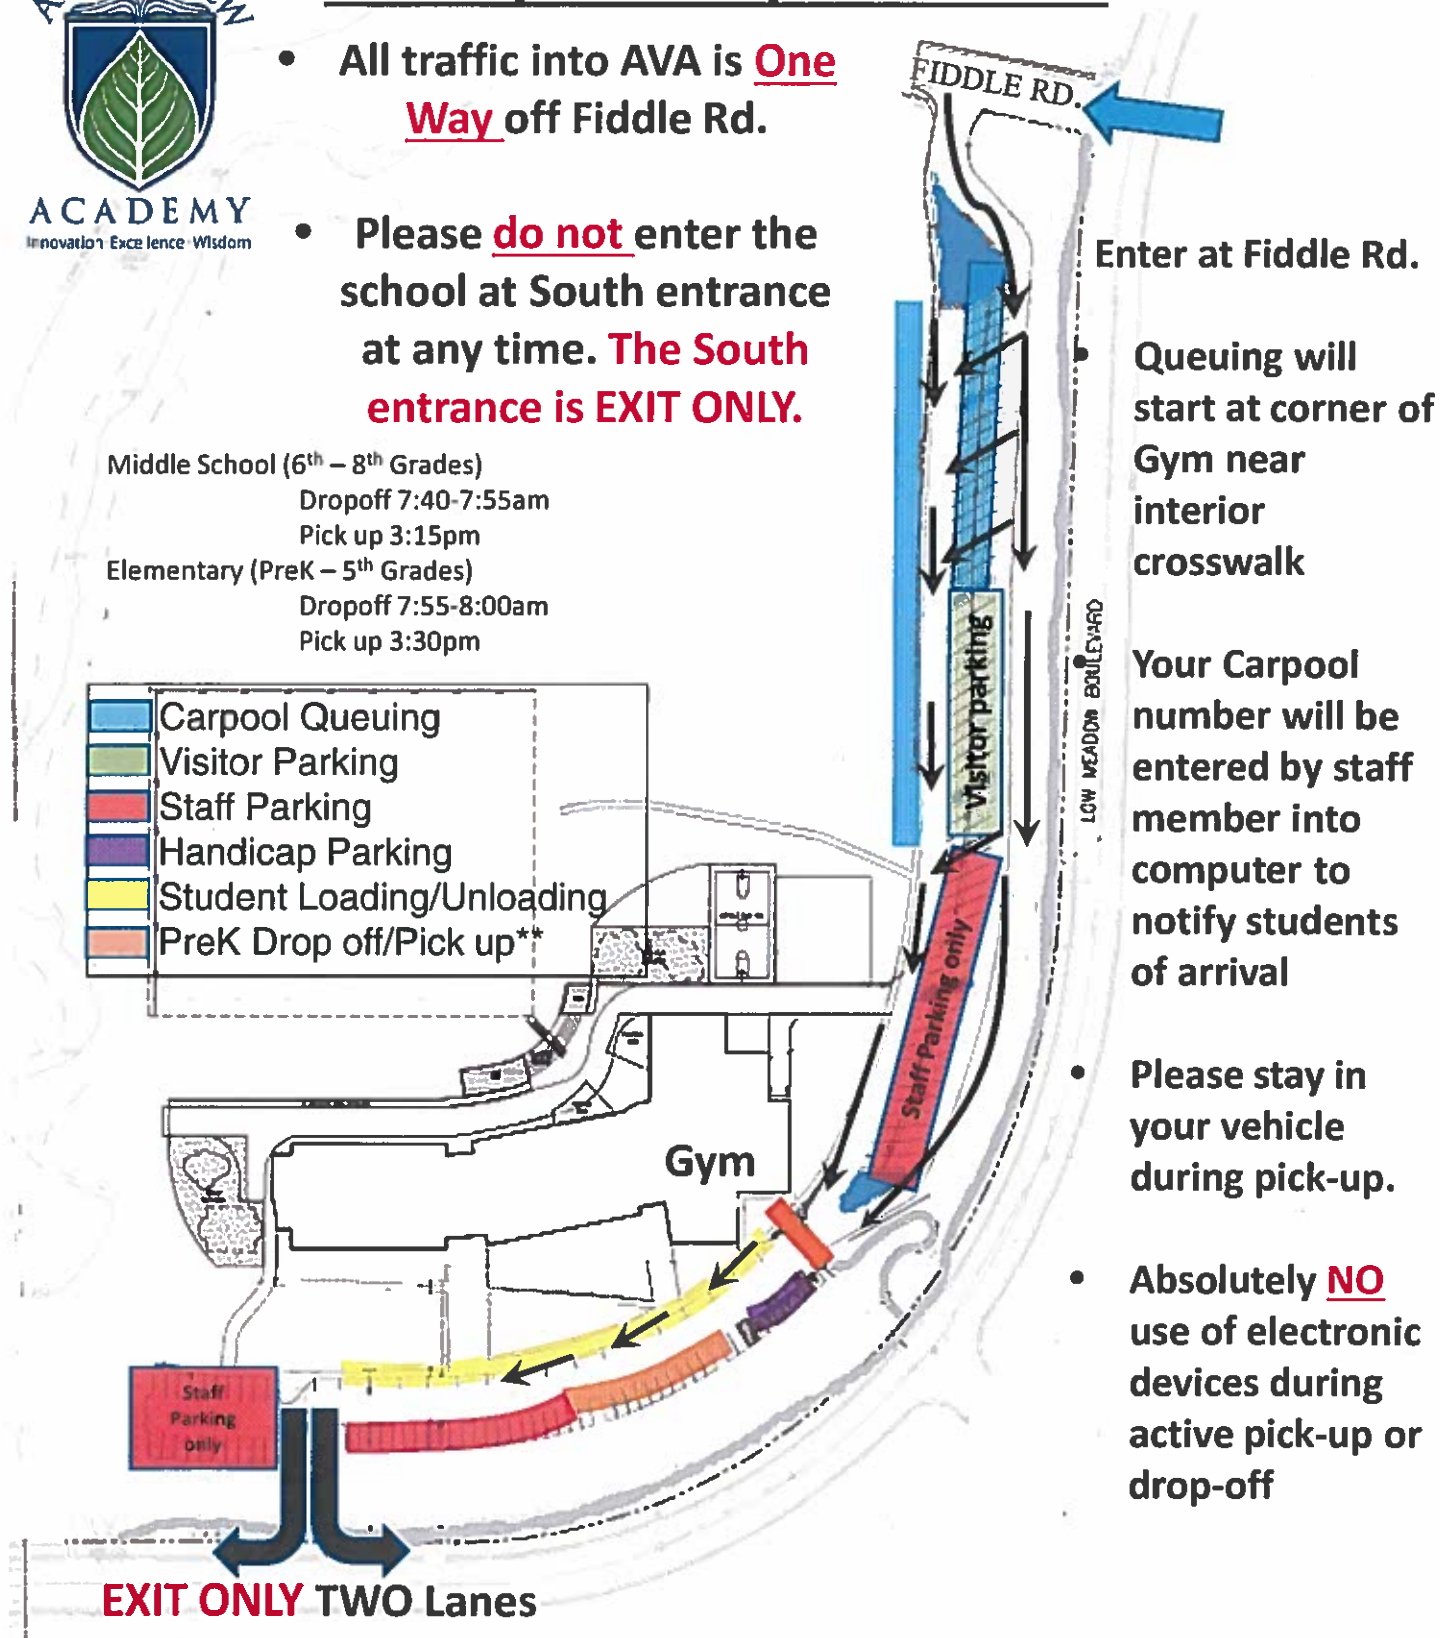 ACADEMY
Innovation Excellence Wisdom
• All traffic into AVA is One
Way off Fiddle Rd.
• Please do not enter the
school at South entrance
at any time. The South
entrance is EXIT ONLY.
Middle School (6th – 8th Grades)
Dropoff 7:40-7:55am
Pick up 3:15pm
Elementary (PreK – 5th Grades)
Dropoff 7:55-8:00am
Pick up 3:30pm
Carpool Queuing
Visitor Parking
Staff Parking
Handicap Parking
Student Loading/Unloading
PreK Drop off/Pick up**
FIDDLE RD.
Enter at Fiddle Rd.
• Queuing will
start at corner of
Gym near
interior
crosswalk
• Your Carpool
number will be
entered by staff
member into
computer to
notify students
of arrival
• Please stay in
your vehicle
during pick-up.
• Absolutely NO
use of electronic
devices during
active pick-up or
drop-off
Visitor parking
LOW MEADOW BOULEVARD
Staff Parking only
Gym
Staff
Parking
only
EXIT ONLY TWO Lanes